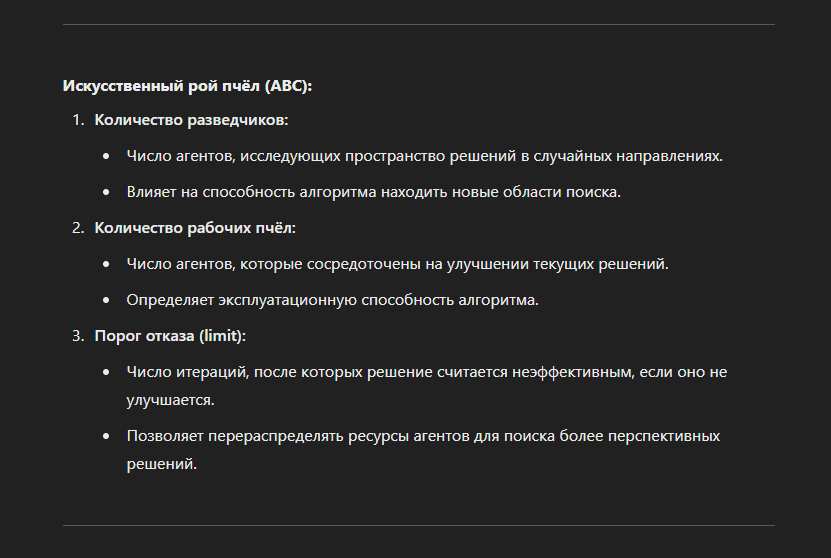 Искусственный рой пчёл (ABC):
1. Количество разведчиков:
• Число агентов, исследующих пространство решений в случайных направлениях.
• Влияет на способность алгоритма находить новые области поиска.
2. Количество рабочих пчёл:
• Число агентов, которые сосредоточены на улучшении текущих решений.
• Определяет эксплуатационную способность алгоритма.
3. Порог отказа (limit):
• Число итераций, после которых решение считается неэффективным, если оно не
улучшается.
• Позволяет перераспределять ресурсы агентов для поиска более перспективных
решений.